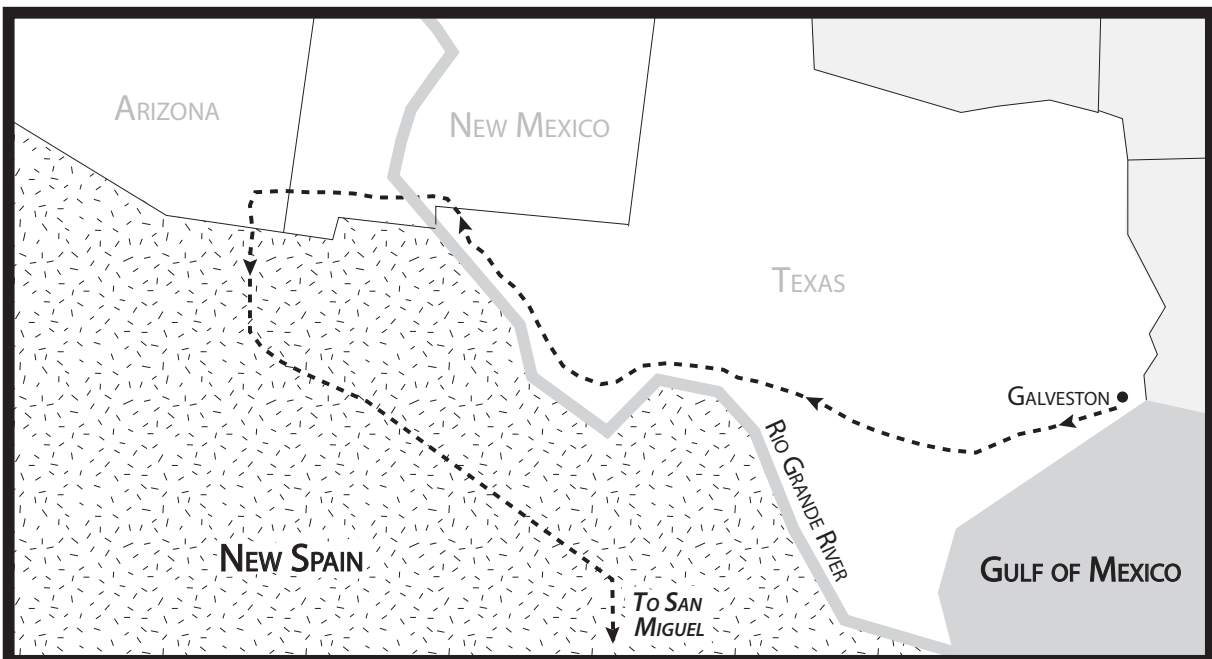 Arizona
New Mexico
Texas
Galveston
Rio Grande River
New Spain
Gulf of Mexico
To San
Miguel